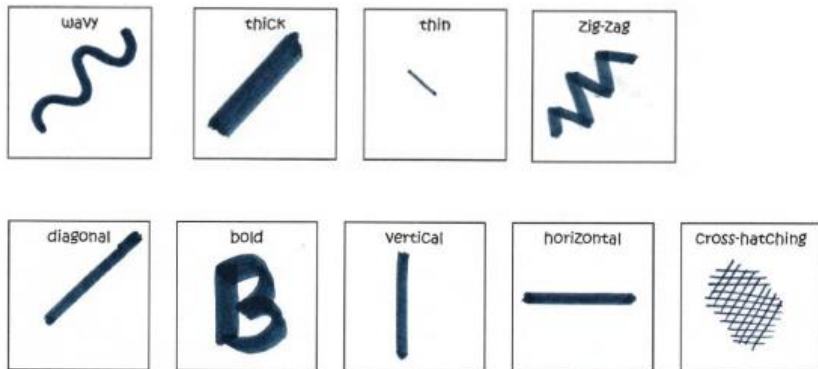 wavy
thick
thin
zig-zag
diagonal
bold
vertical
horizontal
cross-hatching
B